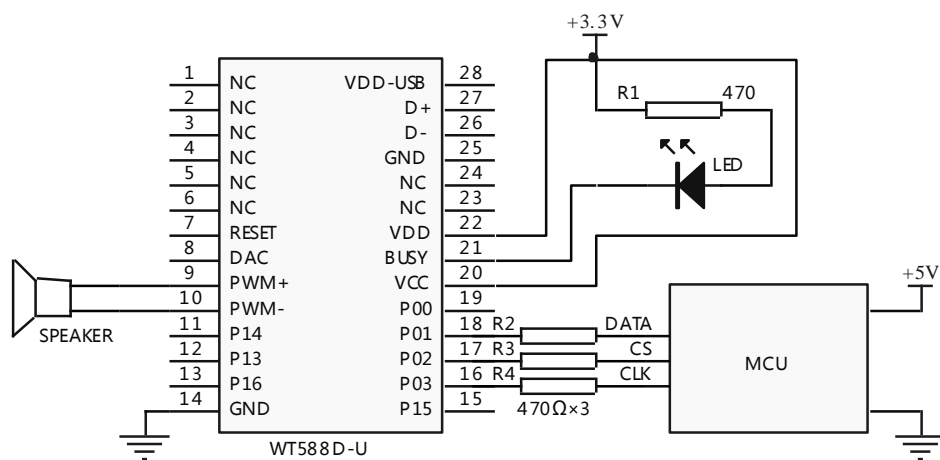 +3.3V
1 NC VDD-USB 28
2 NC D+ 27
3 NC D- 26
4 NC GND 25
5 NC NC 24
6 NC NC 23
7 RESET VDD 22
8 DAC BUSY 21
9 PWM+ VCC 20
10 PWM- P00 19
11 P14 P01 18
12 P13 P02 17
13 P16 P03 16
14 GND P15 15
WT588D-U
SPEAKER
R1 470
LED
R2 DATA
R3 CS
R4 CLK
470Ω×3
MCU
+5V